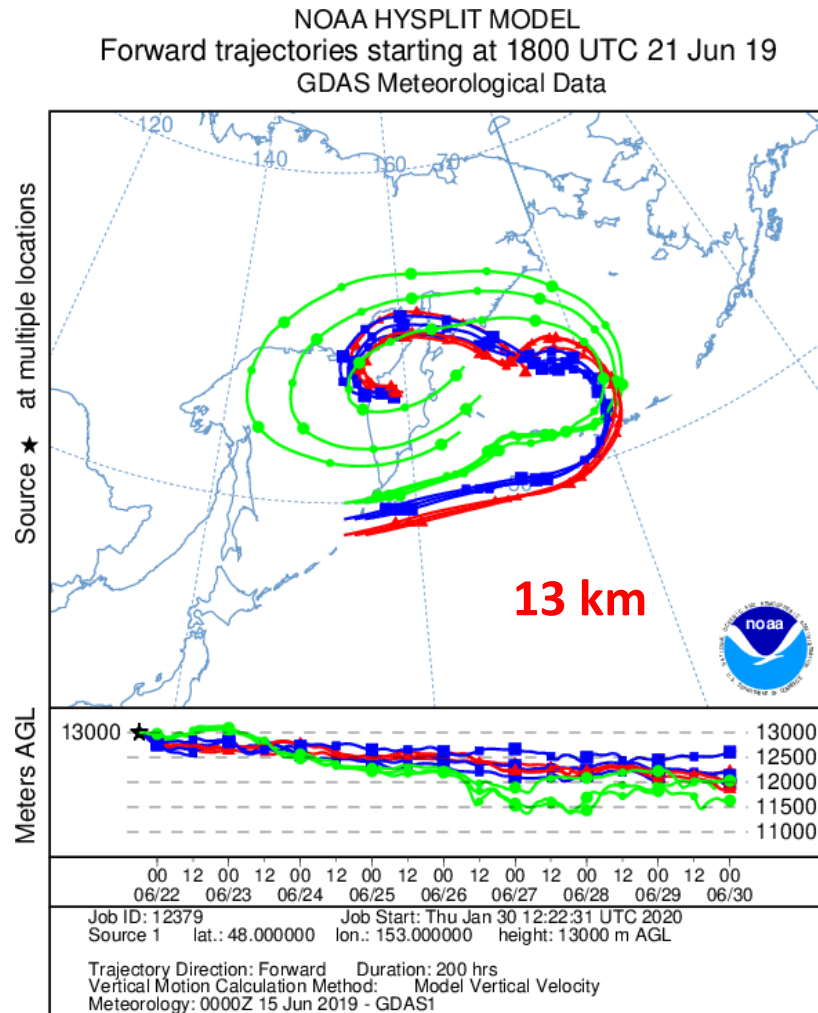 NOAA HYSPLIT MODEL
Forward trajectories starting at 1800 UTC 21 Jun 19
GDAS Meteorological Data
Source ★ at multiple locations
120
140
160
70
50
13 km
noaa
Meters AGL
13000
13000
12500
12000
11500
11000
00 12 00 12 00 12 00 12 00 12 00 12 00 12 00 12 00
06/22 06/23 06/24 06/25 06/26 06/27 06/28 06/29 06/30
Job ID: 12379 Job Start: Thu Jan 30 12:22:31 UTC 2020
Source 1 lat.: 48.000000 lon.: 153.000000 height: 13000 m AGL
Trajectory Direction: Forward Duration: 200 hrs
Vertical Motion Calculation Method: Model Vertical Velocity
Meteorology: 0000Z 15 Jun 2019 - GDAS1